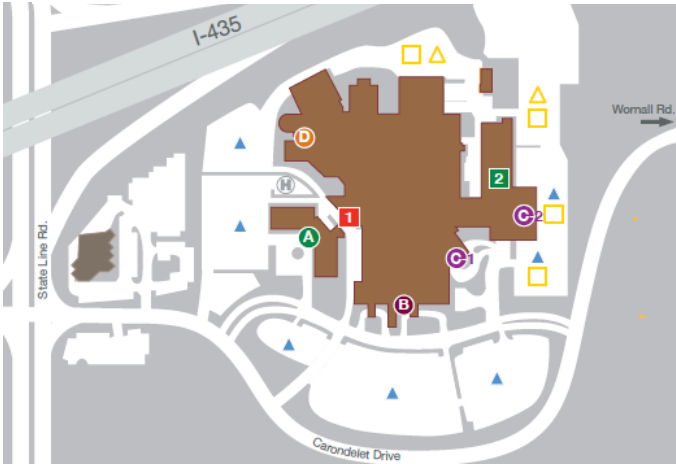 I-435
Wornall Rd.
D
2
H
1
C-2
A
C-1
State Line Rd.
B
Carondelet Drive